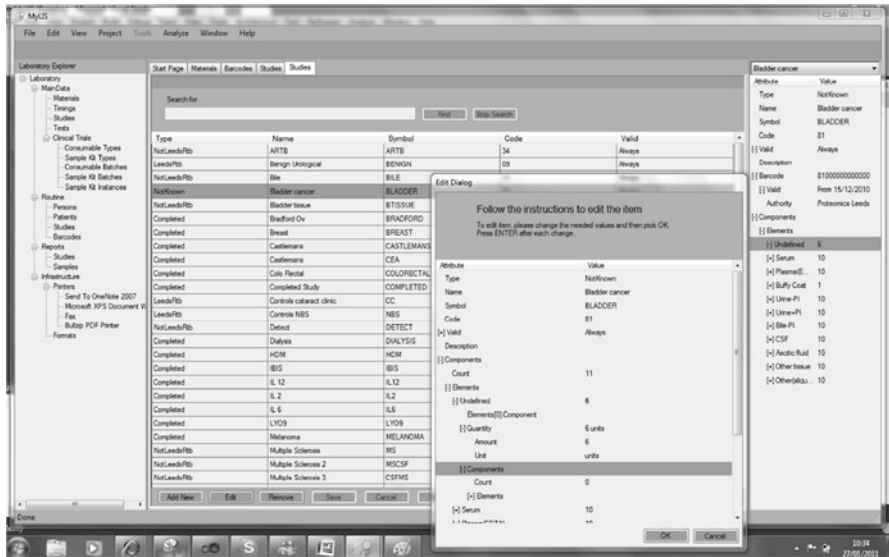 MyLIS
File Edit View Project Tools Analyze Window Help
Laboratory Explorer
Laboratory
MainData
Materials
Timings
Studies
Tests
Clinical Trials
Consumable Types
Sample Kit Types
Consumable Batches
Sample Kit Batches
Sample Kit Instances
Routine
Persons
Patients
Studies
Barcodes
Reports
Studies
Samples
Infrastructure
Printers
Send To OneNote 2007
Microsoft XPS Document W
Fax
Bullzip PDF Printer
Formats
Start Page Materials Barcodes Studies Studies
Search for
Find Stop Search
Type Name Symbol Code Valid
NotLeedsRtb ARTB ARTB 34 Always
LeedsRtb Benign Urological BENIGN 09 Always
NotLeedsRtb Bile BILE
NotKnown Bladder cancer BLADDER
NotLeedsRtb Bladder tissue BTISSUE
Completed Bradford Ov BRADFORD
Completed Breast BREAST
Completed Castlemans CASTLEMANS
Completed Castlemans CEA
Completed Colo Rectal COLORECTAL
Completed Completed Study COMPLETED
LeedsRtb Controls cataract clinic CC
LeedsRtb Controls NBS NBS
NotLeedsRtb Detect DETECT
Completed Dialysis DIALYSIS
Completed HDM HDM
Completed IBIS IBIS
Completed IL 12 IL12
Completed IL 2 IL2
Completed IL 6 IL6
Completed LYO9 LYO9
Completed Melanoma MELANOMA
NotLeedsRtb Multiple Sclerosis MS
NotLeedsRtb Multiple Sclerosis 2 MSCSF
NotLeedsRtb Multiple Sclerosis 3 CSFMS
Add New Edit Remove Save Cancel
Done
Edit Dialog
Follow the instructions to edit the item
To edit item, please change the needed values and then pick OK.
Press ENTER after each change.
Attribute Value
Type NotKnown
Name Bladder cancer
Symbol BLADDER
Code 81
[+] Valid Always
Description
[-] Components
Count 11
[-] Elements
[-] Undefined 6
Elements[0].Component
[-] Quantity 6 units
Amount 6
Unit units
[-] Components
Count 0
[+] Elements
[+] Serum 10
[+] Plasma(EDTA) 10
OK Cancel
Bladder cancer
Attribute Value
Type NotKnown
Name Bladder cancer
Symbol BLADDER
Code 81
[-] Valid Always
Description
[-] Barcode 81000000000000
[-] Valid From 15/12/2010
Authority Proteomics Leeds
[-] Components
[-] Elements
[-] Undefined 6
[+] Serum 10
[+] Plasma(E... 10
[+] Buffy Coat 1
[+] Urine-PI 10
[+] Urine+PI 10
[+] Bile-PI 10
[+] CSF 10
[+] Ascitic fluid 10
[+] Other tissue 10
[+] Other(aliqu... 10
10:34
27/01/2011